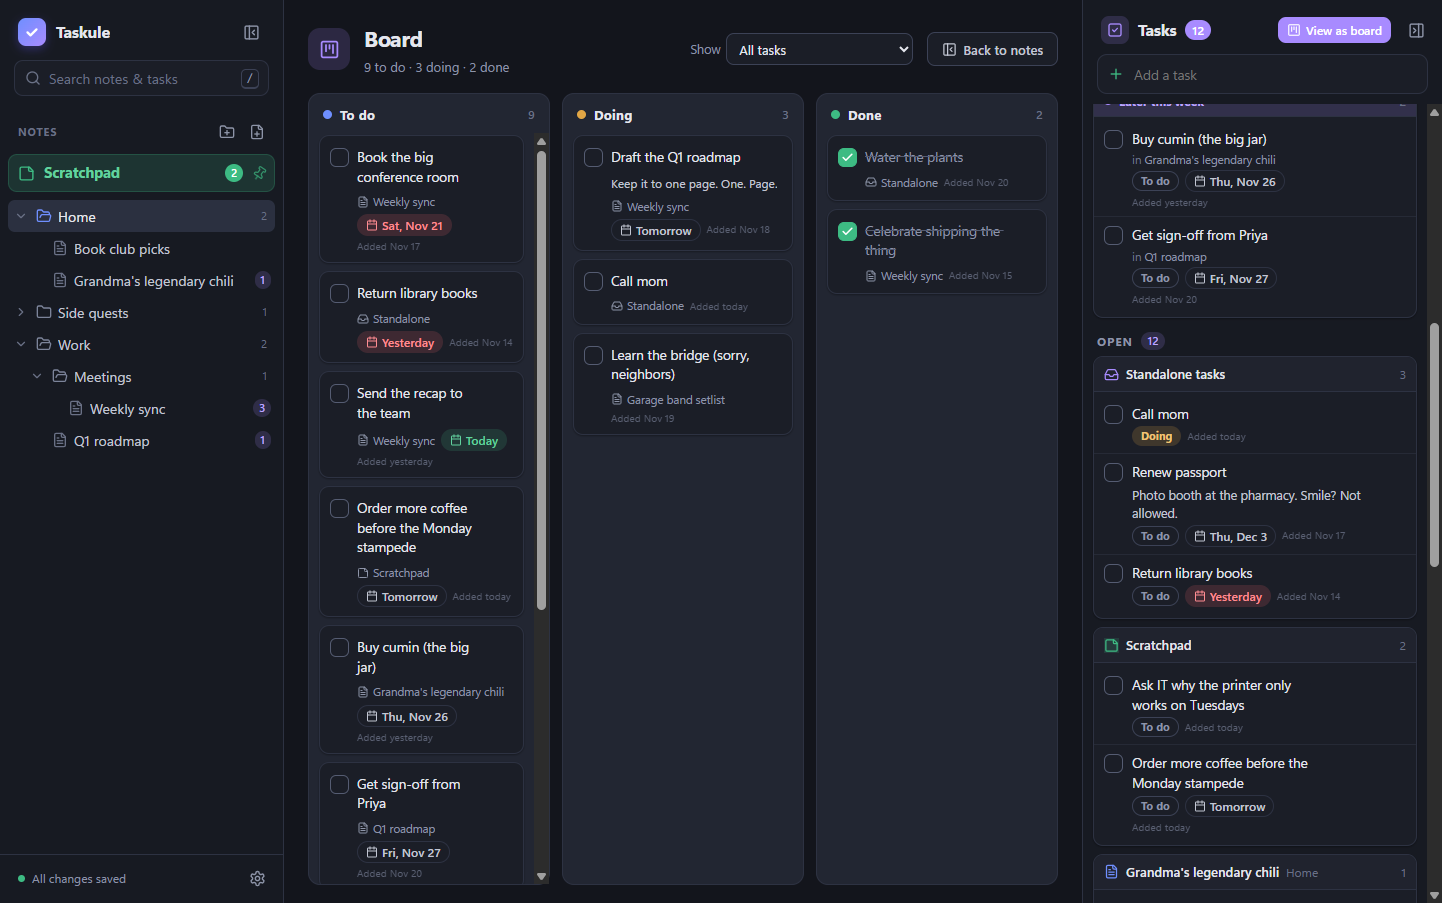 Taskule
Search notes & tasks
/
NOTES
Scratchpad
2
Home
2
Book club picks
Grandma's legendary chili
1
Side quests
1
Work
2
Meetings
1
Weekly sync
3
Q1 roadmap
1
All changes saved
Board
9 to do · 3 doing · 2 done
Show
All tasks
Back to notes
To do
9
Book the big
conference room
Weekly sync
Sat, Nov 21
Added Nov 17
Return library books
Standalone
Yesterday
Added Nov 14
Send the recap to
the team
Weekly sync
Today
Added yesterday
Order more coffee
before the Monday
stampede
Scratchpad
Tomorrow
Added today
Buy cumin (the big
jar)
Grandma's legendary chili
Thu, Nov 26
Added yesterday
Get sign-off from
Priya
Q1 roadmap
Fri, Nov 27
Added Nov 20
Doing
3
Draft the Q1 roadmap
Keep it to one page. One. Page.
Weekly sync
Tomorrow
Added Nov 18
Call mom
Standalone
Added today
Learn the bridge (sorry,
neighbors)
Garage band setlist
Added Nov 19
Done
2
Water the plants
Standalone
Added Nov 20
Celebrate shipping the
thing
Weekly sync
Added Nov 15
Tasks
12
View as board
Add a task
Later this week
2
Buy cumin (the big jar)
in Grandma's legendary chili
To do
Thu, Nov 26
Added yesterday
Get sign-off from Priya
in Q1 roadmap
To do
Fri, Nov 27
Added Nov 20
OPEN
12
Standalone tasks
3
Call mom
Doing
Added today
Renew passport
Photo booth at the pharmacy. Smile? Not
allowed.
To do
Thu, Dec 3
Added Nov 17
Return library books
To do
Yesterday
Added Nov 14
Scratchpad
2
Ask IT why the printer only
works on Tuesdays
To do
Added today
Order more coffee before the
Monday stampede
To do
Tomorrow
Added today
Grandma's legendary chili
Home
1